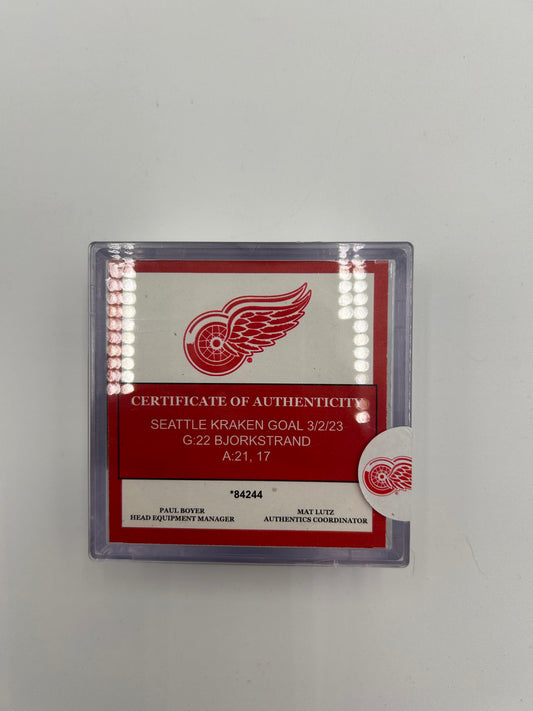 CERTIFICATE OF AUTHENTICITY
SEATTLE KRAKEN GOAL 3/2/23
G:22 BJORKSTRAND
A:21, 17
*84244
PAUL BOYER
HEAD EQUIPMENT MANAGER
MAT LUTZ
AUTHENTICS COORDINATOR